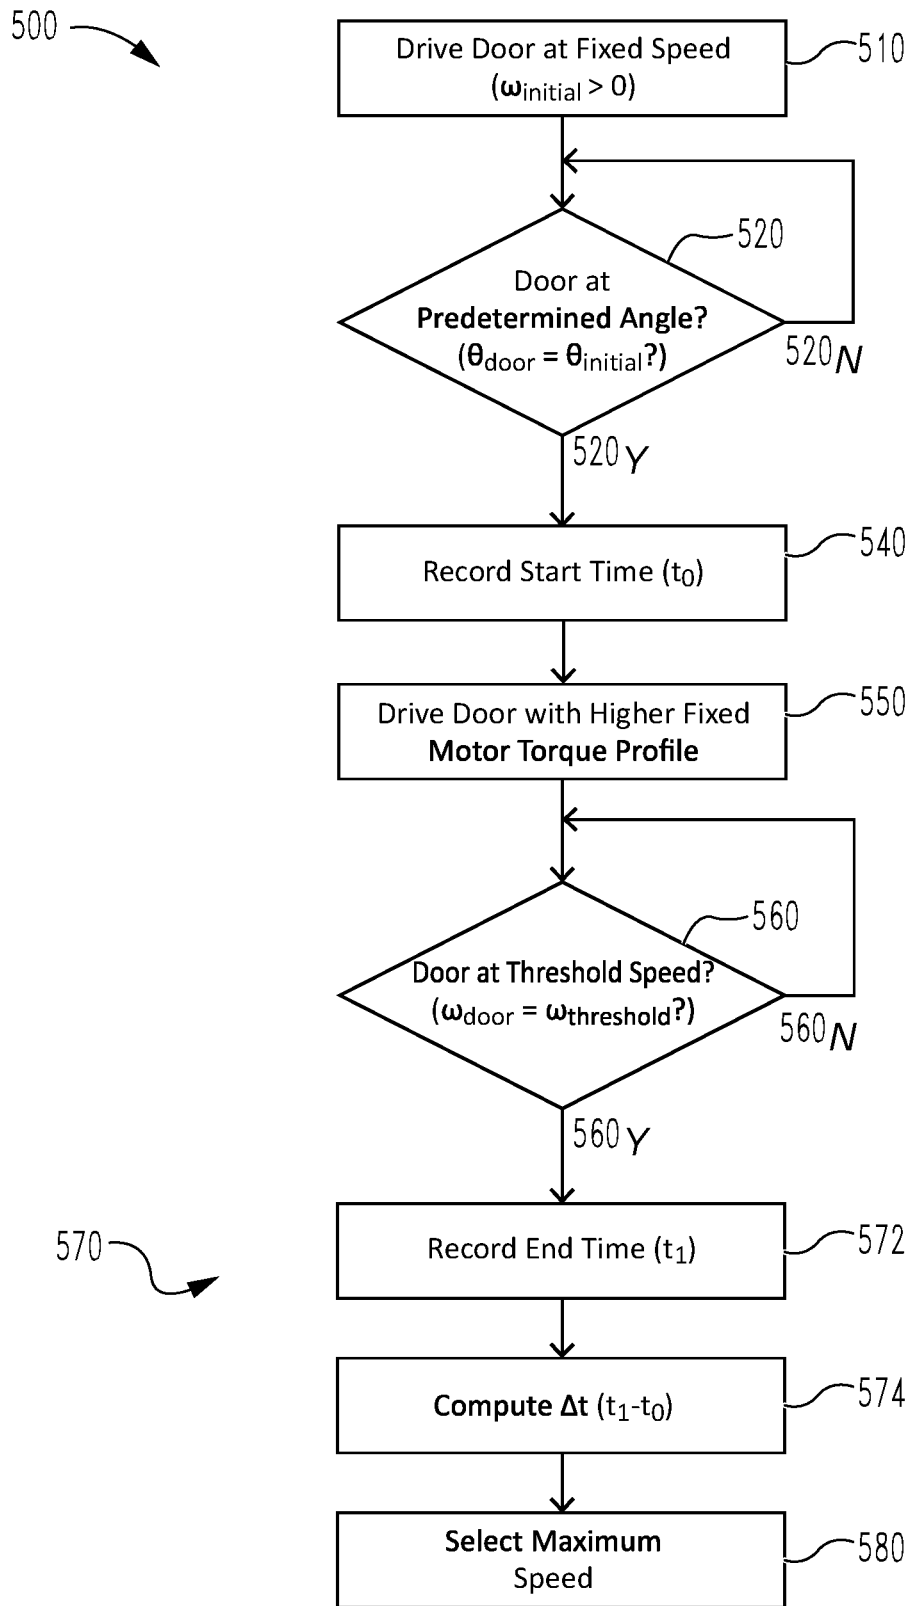 500
Drive Door at Fixed Speed
(ωinitial > 0)
510
520
Door at
Predetermined Angle?
(θdoor = θinitial?)
520N
520Y
Record Start Time (t0)
540
Drive Door with Higher Fixed
Motor Torque Profile
550
560
Door at Threshold Speed?
(ωdoor = ωthreshold?)
560N
560Y
570
Record End Time (t1)
572
Compute Δt (t1-t0)
574
Select Maximum
Speed
580